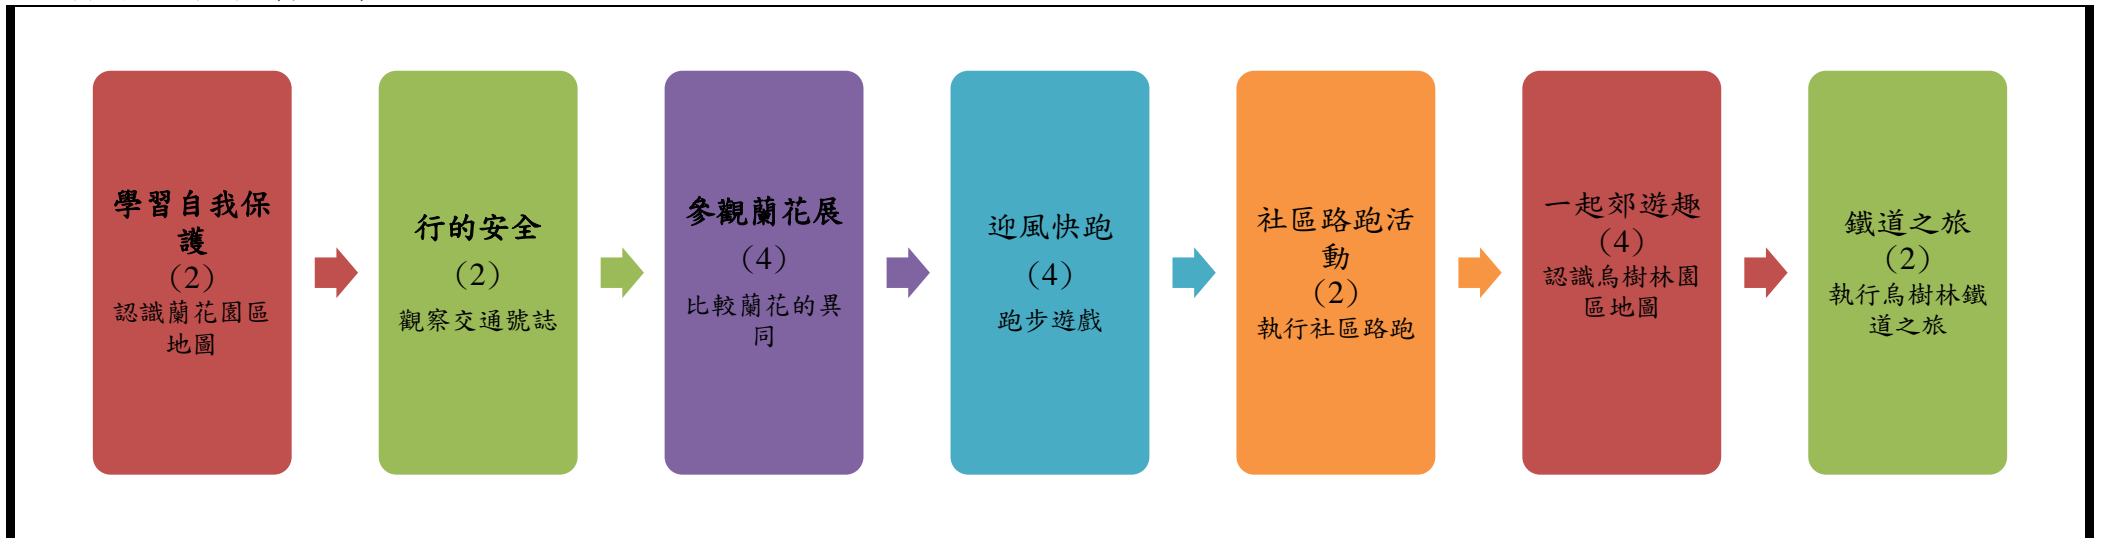 學習自我保
護
(2)
認識蘭花園區
地圖
行的安全
(2)
觀察交通號誌
參觀蘭花展
(4)
比較蘭花的異
同
迎風快跑
(4)
跑步遊戲
社區路跑活
動
(2)
執行社區路跑
一起郊遊趣
(4)
認識烏樹林園
區地圖
鐵道之旅
(2)
執行烏樹林鐵
道之旅